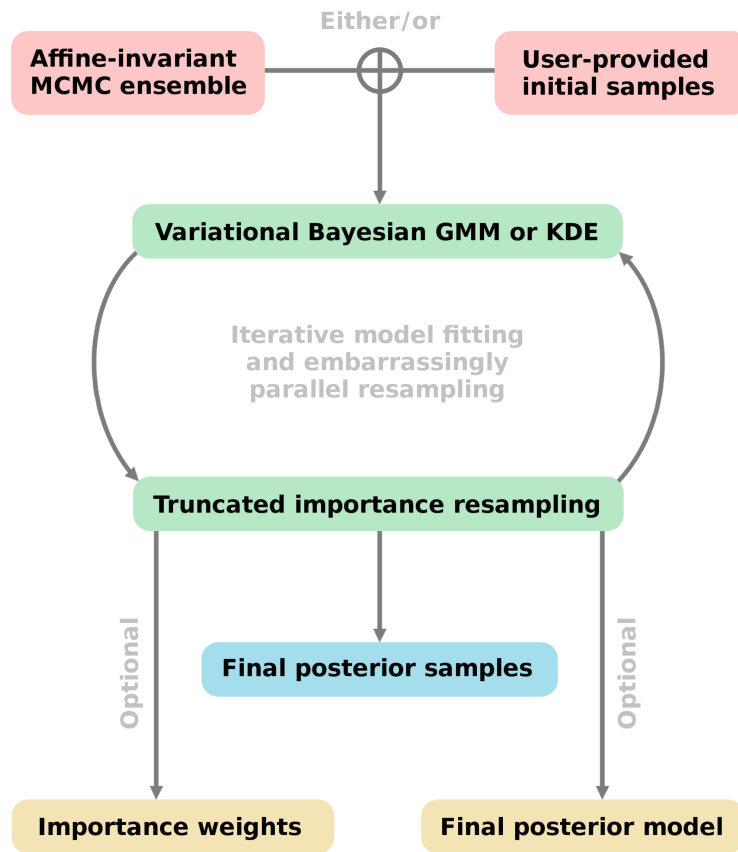 Either/or
Affine-invariant
MCMC ensemble
User-provided
initial samples
Variational Bayesian GMM or KDE
Iterative model fitting
and embarrassingly
parallel resampling
Truncated importance resampling
Optional
Final posterior samples
Optional
Importance weights
Final posterior model